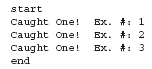 start
Caught One!  Ex. #: 1
Caught One!  Ex. #: 2
Caught One!  Ex. #: 3
end